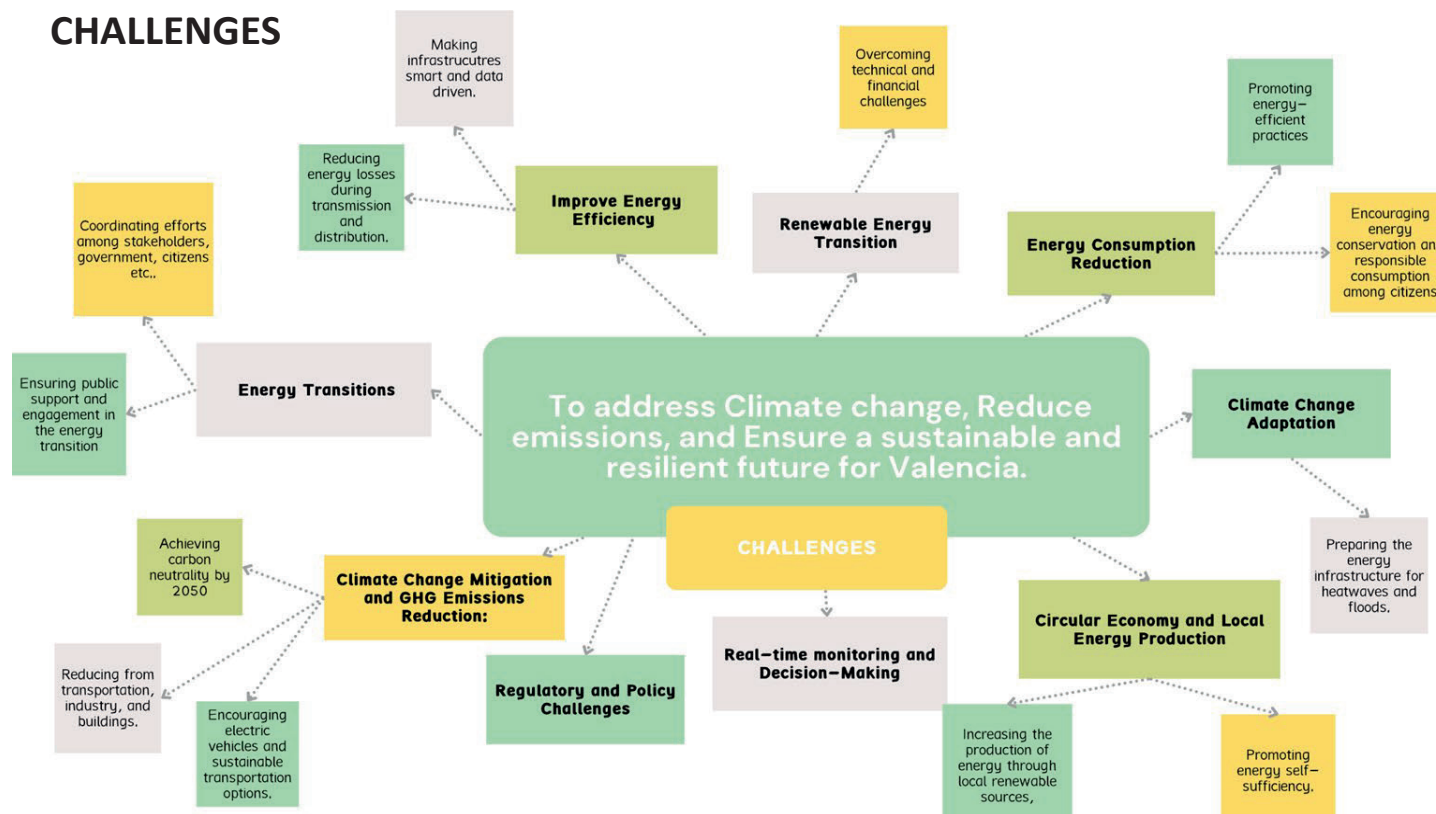 CHALLENGES
Making
infrastrucutres
smart and data
driven.
Overcoming
technical and
financial
challenges
Promoting
energy-
efficient
practices
Reducing
energy losses
during
transmission
and
distribution.
Improve Energy
Efficiency
Renewable Energy
Transition
Energy Consumption
Reduction
Encouraging
energy
conservation an
responsible
consumption
among citizens
Coordinating efforts
among stakeholders,
government, citizens
etc..
Ensuring public
support and
engagement in
the energy
transition
Energy Transitions
To address Climate change, Reduce
emissions, and Ensure a sustainable and
resilient future for Valencia.
CHALLENGES
Climate Change
Adaptation
Preparing the
energy
infrastructure for
heatwaves and
floods.
Achieving
carbon
neutrality by
2050
Climate Change Mitigation
and GHG Emissions
Reduction:
Reducing from
transportation,
industry, and
buildings.
Encouraging
electric
vehicles and
sustainable
transportation
options.
Regulatory and Policy
Challenges
Real-time monitoring and
Decision-Making
Circular Economy and Local
Energy Production
Increasing the
production of
energy through
local renewable
sources,
Promoting
energy self-
sufficiency.